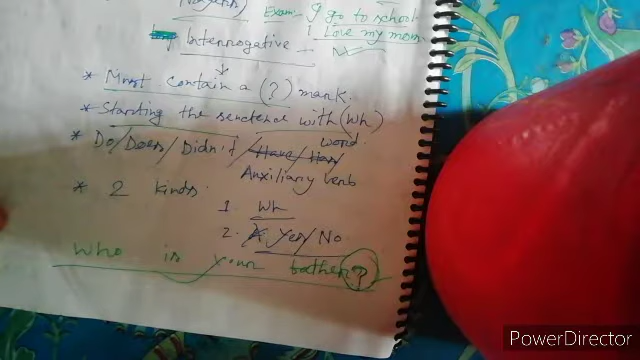 Exam:- I go to school
I Love my mom.
Interrogative -
* Must contain a (?) mark.
* Starting the sentence with (Wh) word.
* Do/Does/Didn't /Have/Has/
Auxiliary verb
* 2 kinds.
1. Wh
2. Yes/No
Who is your father?
PowerDirector